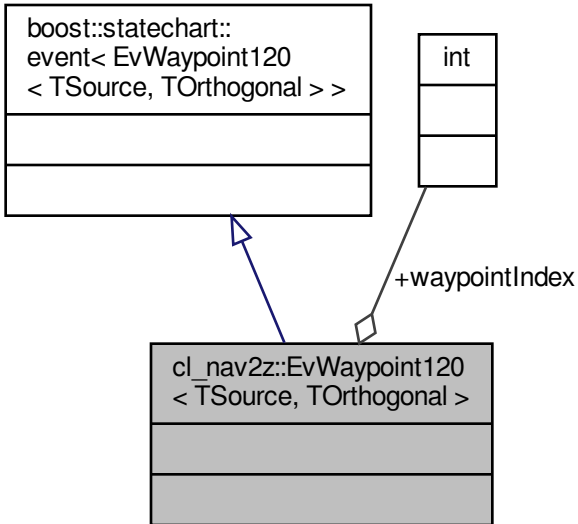 boost::statechart::
event< EvWaypoint120
< TSource, TOrthogonal > >
int
+waypointIndex
cl_nav2z::EvWaypoint120
< TSource, TOrthogonal >